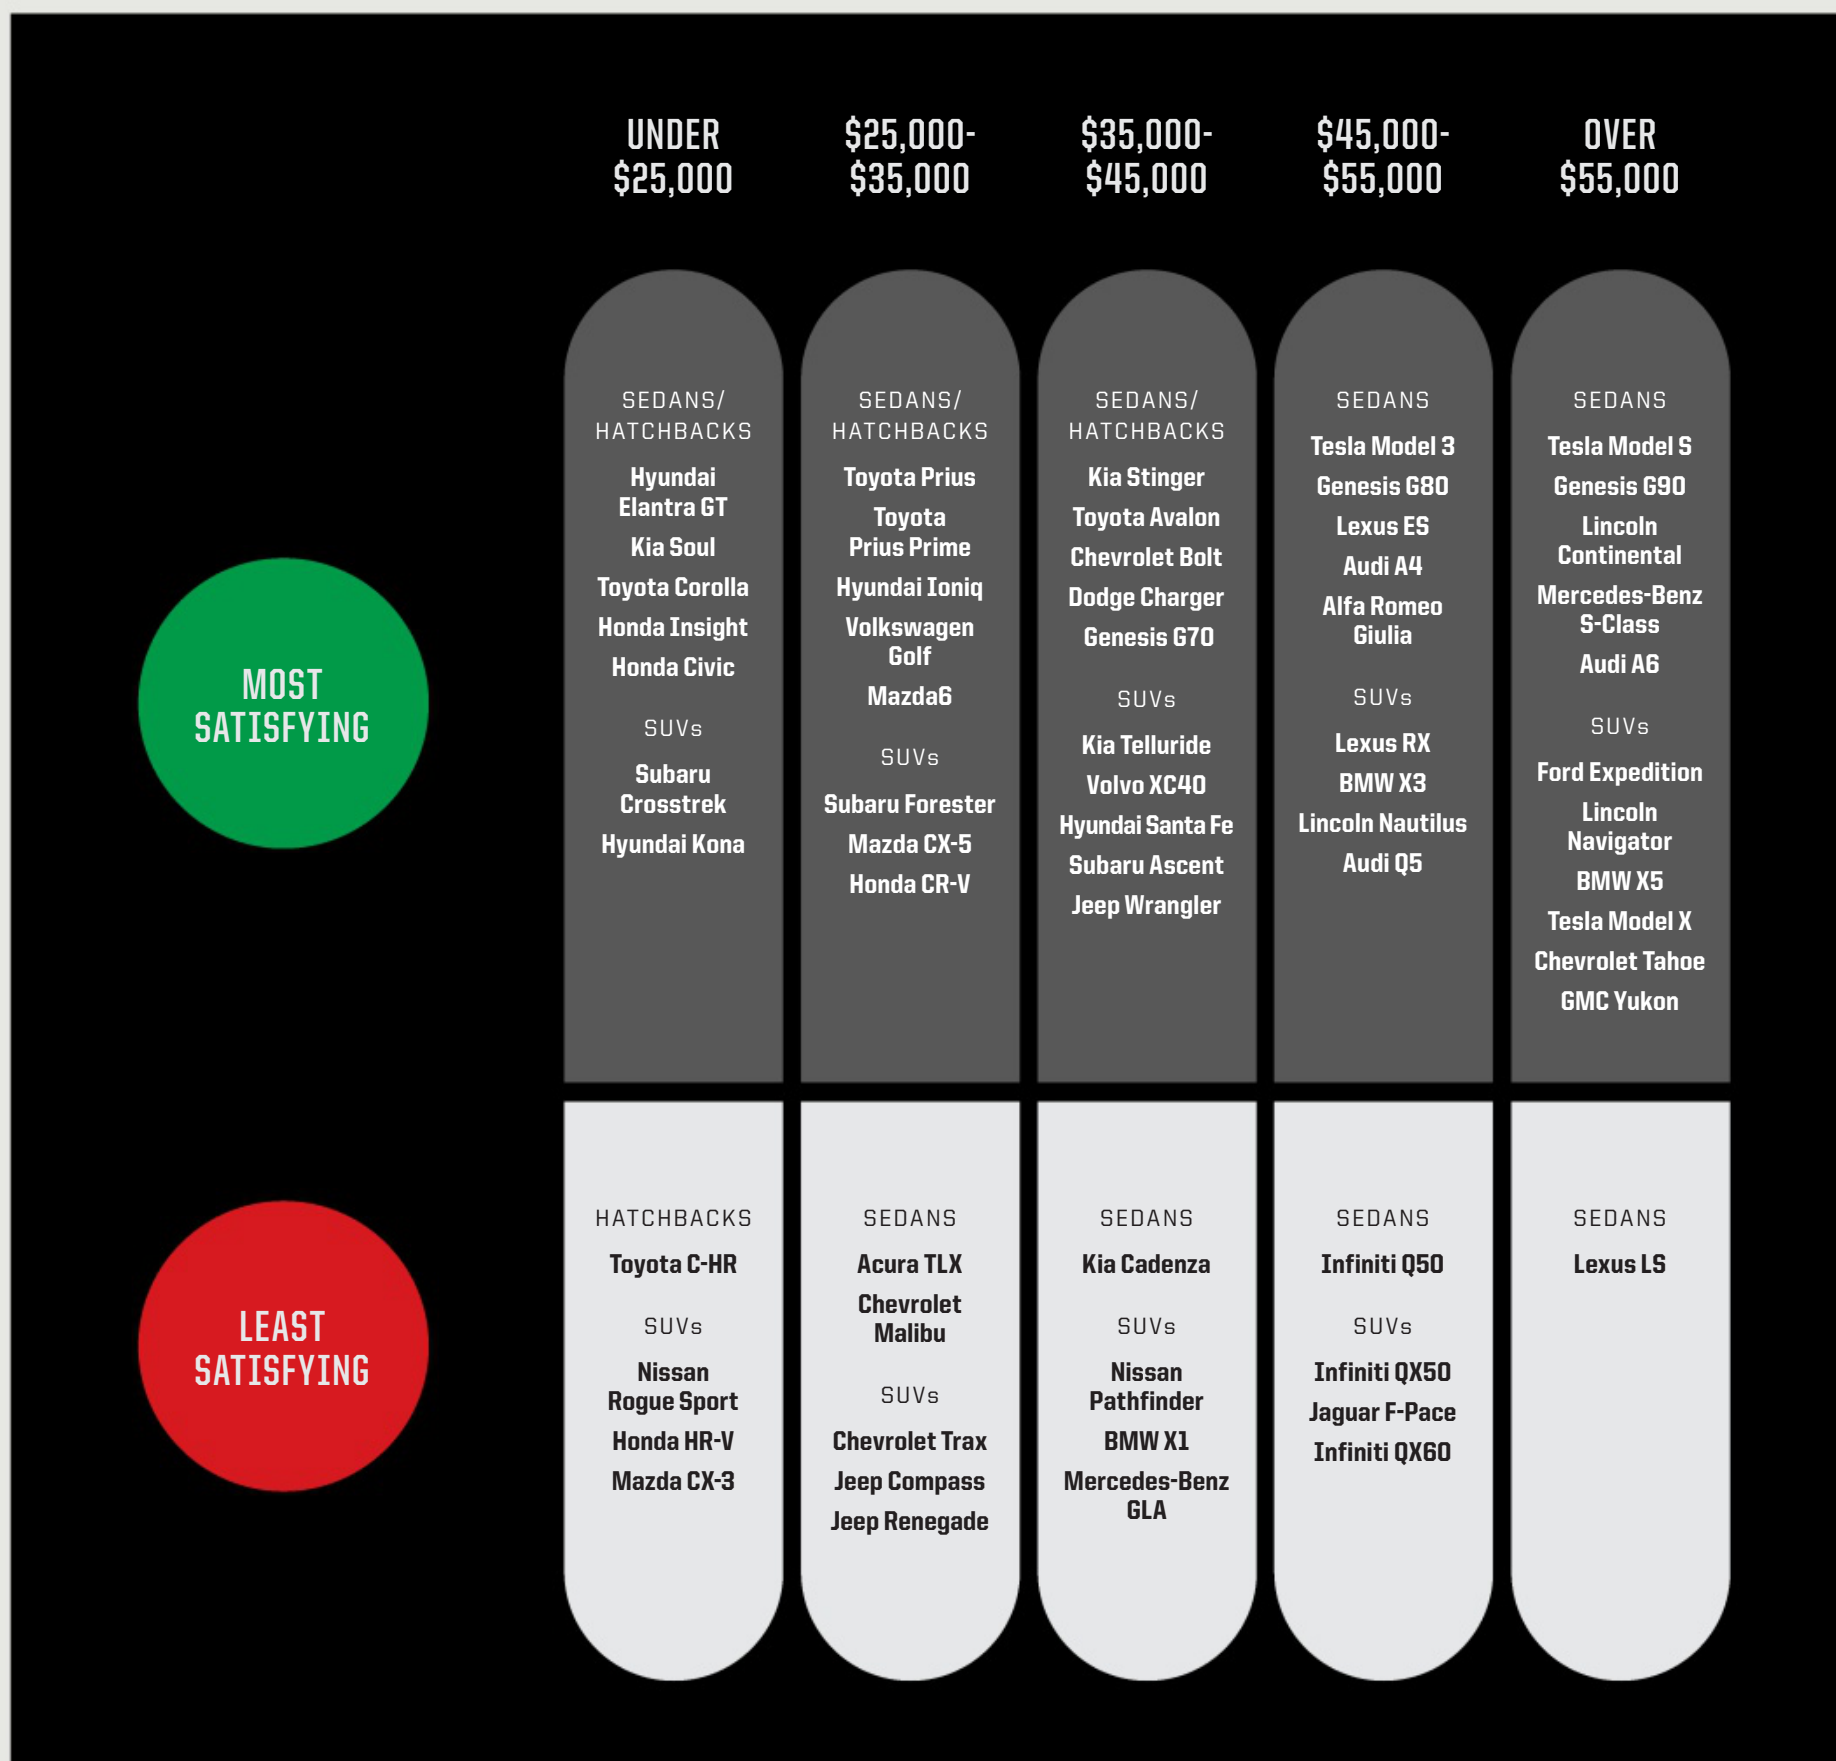 UNDER
$25,000
$25,000-
$35,000
$35,000-
$45,000
$45,000-
$55,000
OVER
$55,000
MOST
SATISFYING
SEDANS/
HATCHBACKS
Hyundai
Elantra GT
Kia Soul
Toyota Corolla
Honda Insight
Honda Civic
SUVs
Subaru
Crosstrek
Hyundai Kona
SEDANS/
HATCHBACKS
Toyota Prius
Toyota
Prius Prime
Hyundai Ioniq
Volkswagen
Golf
Mazda6
SUVs
Subaru Forester
Mazda CX-5
Honda CR-V
SEDANS/
HATCHBACKS
Kia Stinger
Toyota Avalon
Chevrolet Bolt
Dodge Charger
Genesis G70
SUVs
Kia Telluride
Volvo XC40
Hyundai Santa Fe
Subaru Ascent
Jeep Wrangler
SEDANS
Tesla Model 3
Genesis G80
Lexus ES
Audi A4
Alfa Romeo
Giulia
SUVs
Lexus RX
BMW X3
Lincoln Nautilus
Audi Q5
SEDANS
Tesla Model S
Genesis G90
Lincoln
Continental
Mercedes-Benz
S-Class
Audi A6
SUVs
Ford Expedition
Lincoln
Navigator
BMW X5
Tesla Model X
Chevrolet Tahoe
GMC Yukon
LEAST
SATISFYING
HATCHBACKS
Toyota C-HR
SUVs
Nissan
Rogue Sport
Honda HR-V
Mazda CX-3
SEDANS
Acura TLX
Chevrolet
Malibu
SUVs
Chevrolet Trax
Jeep Compass
Jeep Renegade
SEDANS
Kia Cadenza
SUVs
Nissan
Pathfinder
BMW X1
Mercedes-Benz
GLA
SEDANS
Infiniti Q50
SUVs
Infiniti QX50
Jaguar F-Pace
Infiniti QX60
SEDANS
Lexus LS